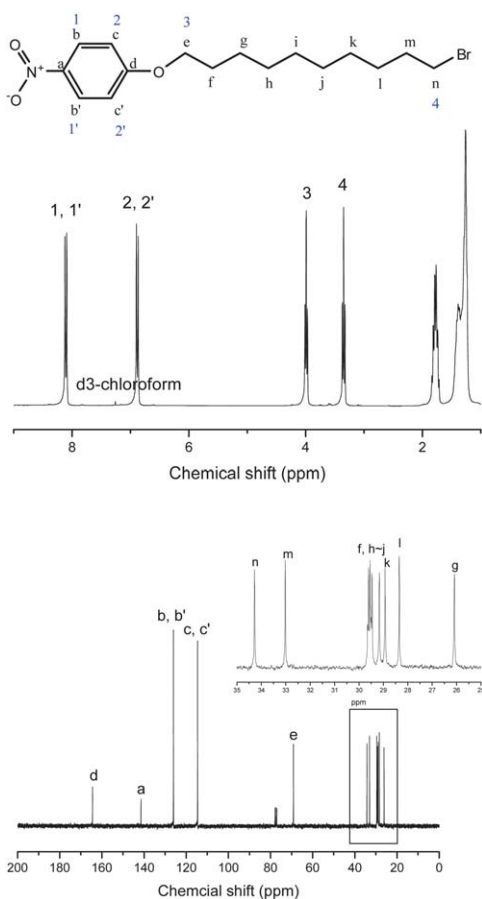 1 2 3
b c e g i k m
O N+ a d O Br
O- b' c' f h j l n
1' 2' 4
1, 1' 2, 2' 3 4
d3-chloroform
8 6 4 2
Chemical shift (ppm)
n m f, h~j k l g
35 34 33 32 31 30 29 28 27 26 25
ppm
b, b'
c, c'
d a e
200 180 160 140 120 100 80 60 40 20 0
Chemcial shift (ppm)